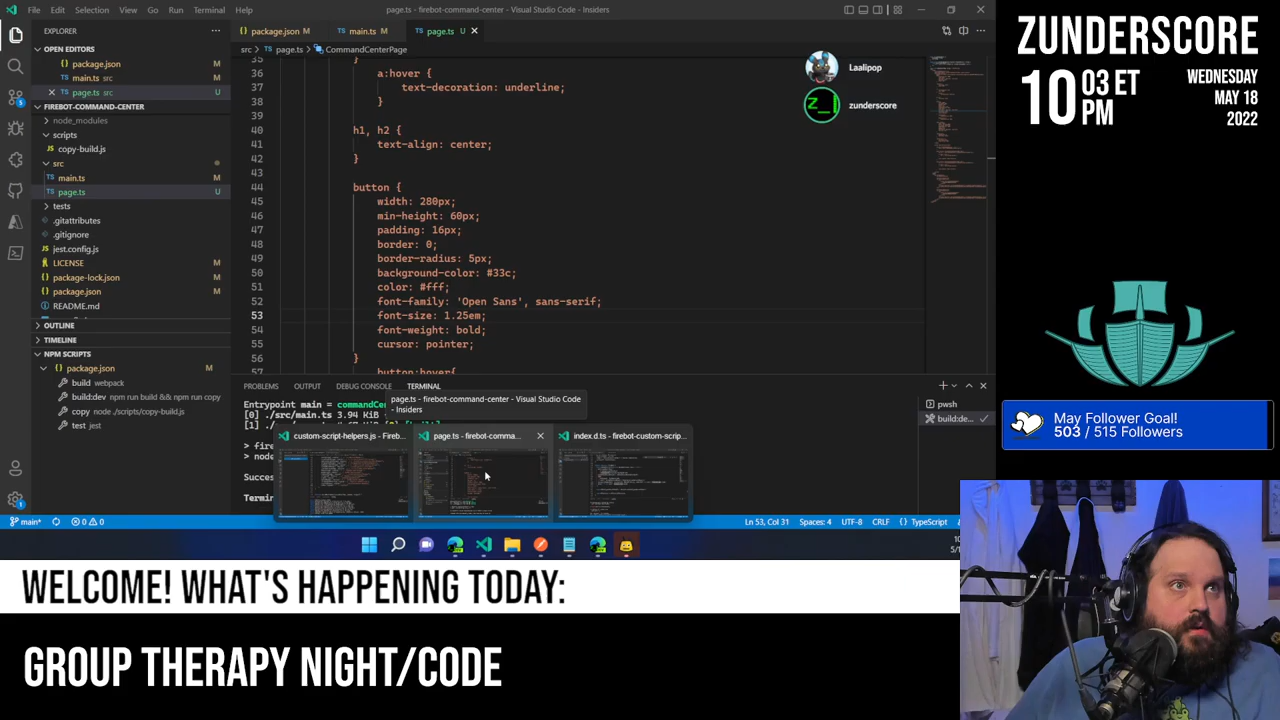 File Edit Selection View Go Run Terminal Help
page.ts - firebot-command-center - Visual Studio Code - Insiders
EXPLORER
OPEN EDITORS
package.json M
main.ts src M
page.ts src U
FIREBOT-COMMAND-CENTER
node_modules
scripts
copy-build.js
src
main.ts M
page.ts U
tests
.gitattributes
.gitignore
jest.config.js
LICENSE M
package-lock.json M
package.json M
README.md
OUTLINE
TIMELINE
NPM SCRIPTS
package.json M
build webpack
build:dev npm run build && npm run copy
copy node ./scripts/copy-build.js
test jest
package.json M
main.ts M
page.ts U
src > page.ts > CommandCenterPage
35 }
36 a:hover {
37 text-decoration: underline;
38 }
39
40 h1, h2 {
41 text-align: center;
42 }
43
44 button {
45 width: 280px;
46 min-height: 60px;
47 padding: 16px;
48 border: 0;
49 border-radius: 5px;
50 background-color: #33c;
51 color: #fff;
52 font-family: 'Open Sans', sans-serif;
53 font-size: 1.25em;
54 font-weight: bold;
55 cursor: pointer;
56 }
57 button:hover{
Laalipop
zunderscore
PROBLEMS OUTPUT DEBUG CONSOLE TERMINAL
Entrypoint main = commandCe
[0] ./src/main.ts 3.94 KiB
[1]
> fire
> node
Succes
Termi
page.ts - firebot-command-center - Visual Studio Code
- Insiders
custom-script-helpers.js - Fireb...
page.ts - firebot-comma...
index.d.ts - firebot-custom-scrip...
pwsh
build:de...
main* 0 0
Ln 53, Col 31 Spaces: 4 UTF-8 CRLF TypeScript
ZUNDERSCORE
10 03 ET PM
WEDNESDAY
MAY 18
2022
May Follower Goal!
503 / 515 Followers
WELCOME! WHAT'S HAPPENING TODAY:
GROUP THERAPY NIGHT/CODE